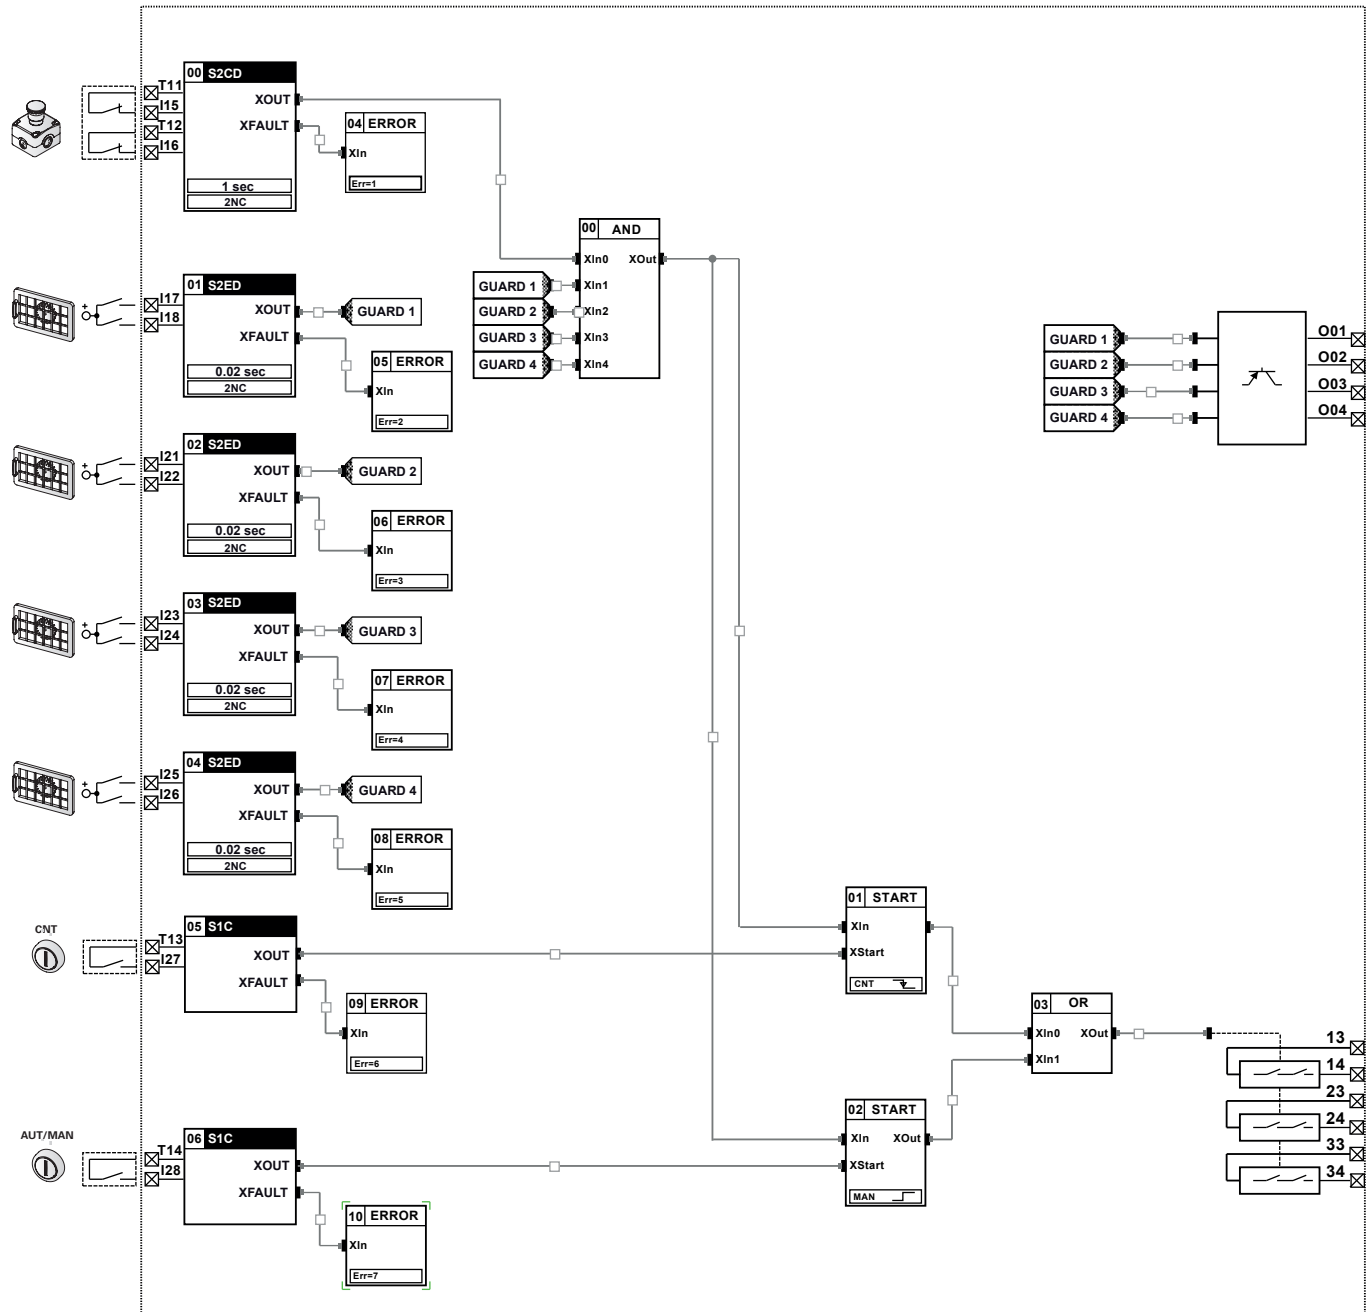 00 S2CD
T11
I15
T12
I16
XOUT
XFAULT
1 sec
2NC
04 ERROR
XIn
Err=1
00 AND
XIn0 XOut
XIn1
XIn2
XIn3
XIn4
GUARD 1
GUARD 2
GUARD 3
GUARD 4
01 S2ED
+
I17
I18
XOUT
XFAULT
0.02 sec
2NC
GUARD 1
05 ERROR
XIn
Err=2
GUARD 1
GUARD 2
GUARD 3
GUARD 4
O01
O02
O03
O04
02 S2ED
+
I21
I22
XOUT
XFAULT
0.02 sec
2NC
GUARD 2
06 ERROR
XIn
Err=3
03 S2ED
+
I23
I24
XOUT
XFAULT
0.02 sec
2NC
GUARD 3
07 ERROR
XIn
Err=4
04 S2ED
+
I25
I26
XOUT
XFAULT
0.02 sec
2NC
GUARD 4
08 ERROR
XIn
Err=5
CNT
05 S1C
T13
I27
XOUT
XFAULT
09 ERROR
XIn
Err=6
01 START
XIn
XStart
CNT
03 OR
XIn0 XOut
XIn1
13
14
23
24
33
34
AUT/MAN
06 S1C
T14
I28
XOUT
XFAULT
10 ERROR
XIn
Err=7
02 START
XIn XOut
XStart
MAN